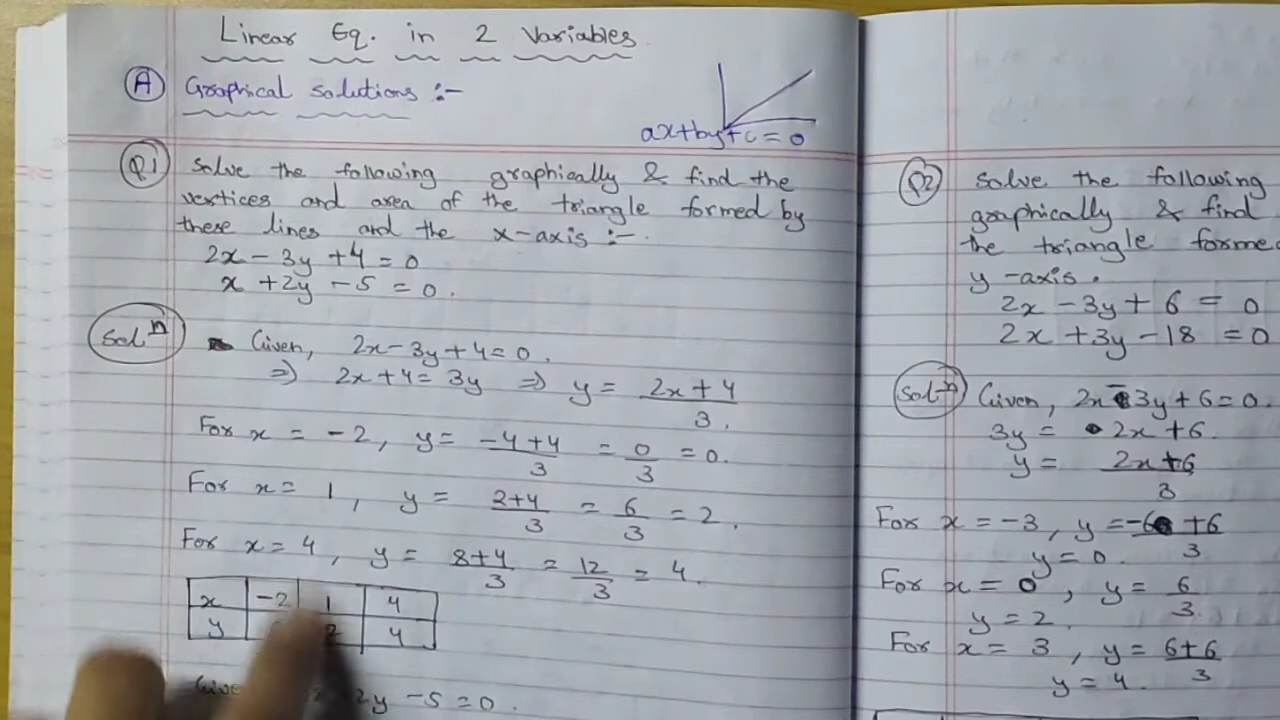 Linear Eq. in 2 Variables
(A) Graphical solutions :-
ax+by+c = 0
Q1 Solve the following graphically & find the
vertices and area of the triangle formed by
these lines and the x-axis :-
2x - 3y + 4 = 0
x + 2y - 5 = 0.
Solⁿ Given, 2x - 3y + 4 = 0.
⇒ 2x + 4 = 3y ⇒ y = (2x + 4)/3.
For x = -2, y = (-4+4)/3 = 0/3 = 0.
For x = 1, y = (2+4)/3 = 6/3 = 2.
For x = 4, y = (8+4)/3 = 12/3 = 4.
x -2 1 4
y 2 4
2y - 5 = 0.
Q2 Solve the following
graphically & find
the triangle
y-axis.
2x - 3y + 6 = 0
2x + 3y - 18 = 0
Solⁿ Given, 2x - 3y + 6 = 0.
3y = 2x + 6.
y = (2x + 6)/3
For x = -3, y = (-6 + 6)/3
y = 0.
For x = 0, y = 6/3
y = 2.
For x = 3, y = (6+6)/3
y = 4.